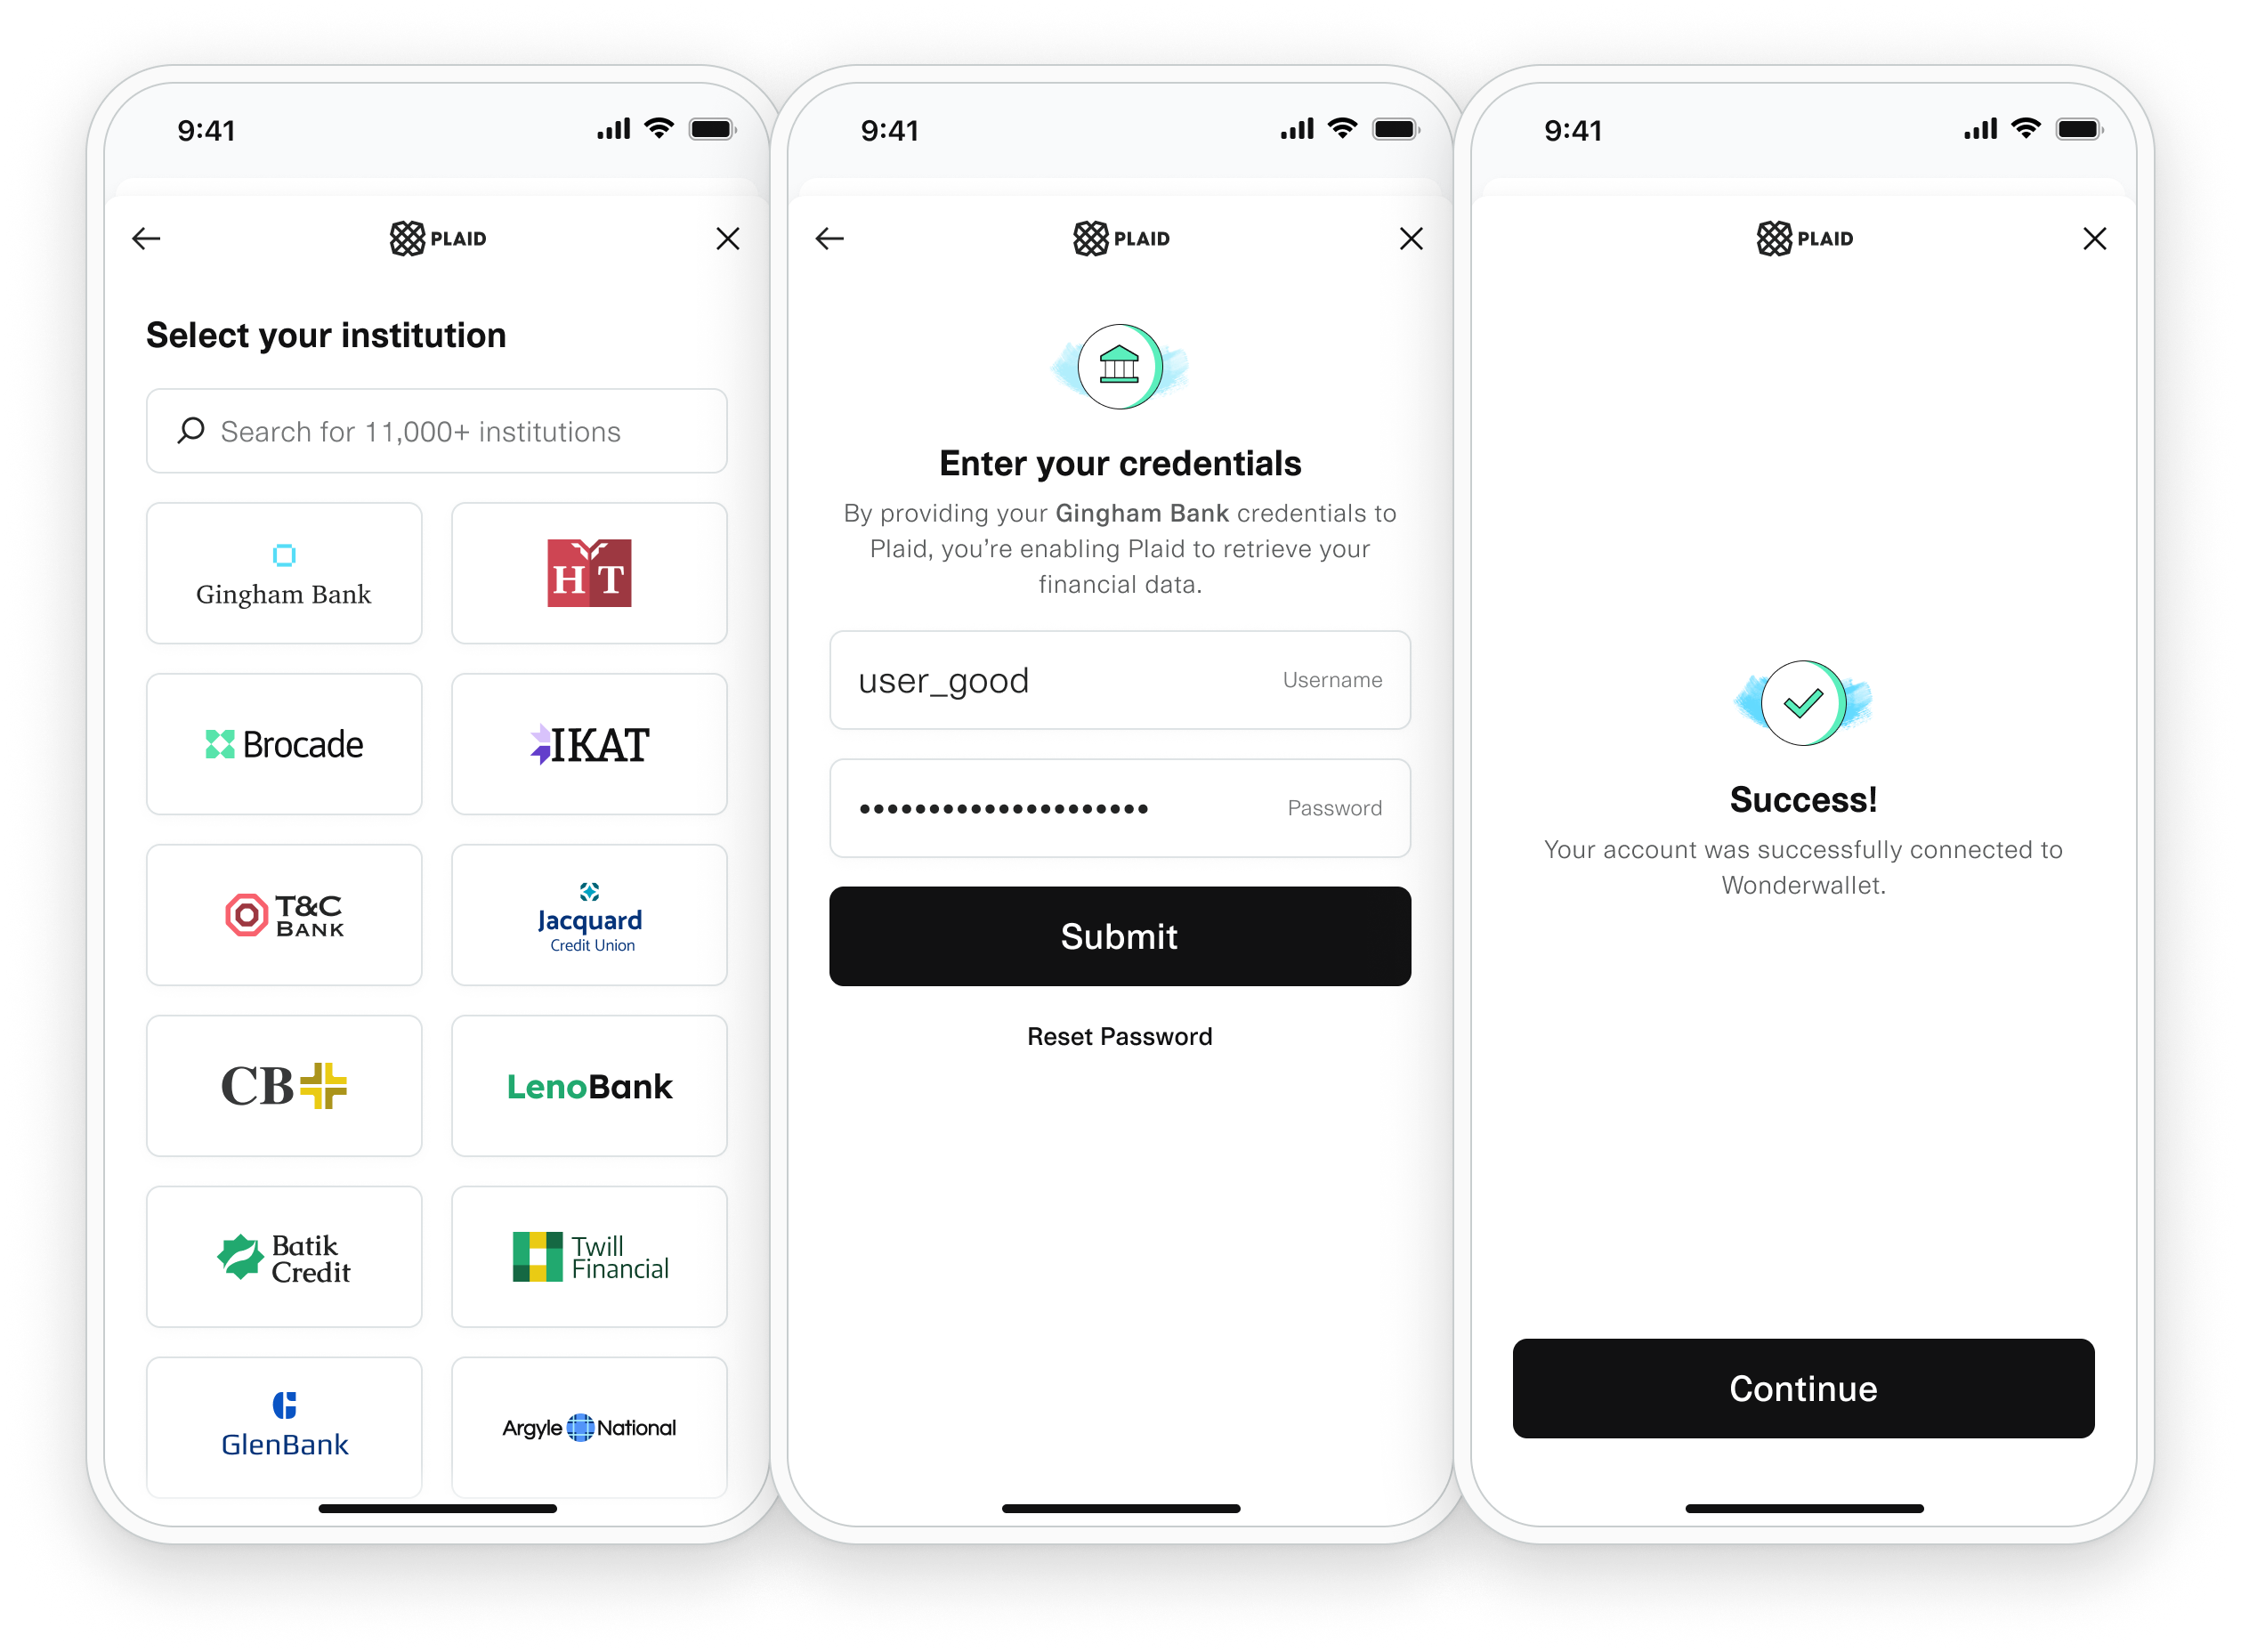 9:41
PLAID
Select your institution
Search for 11,000+ institutions
Gingham Bank
HT
Brocade
IKAT
T&C
BANK
Jacquard
Credit Union
CB
LenoBank
Batik
Credit
Twill
Financial
GlenBank
Argyle National
9:41
PLAID
Enter your credentials
By providing your Gingham Bank credentials to
Plaid, you’re enabling Plaid to retrieve your
financial data.
user_good Username
••••••••••••••••••••• Password
Submit
Reset Password
9:41
PLAID
Success!
Your account was successfully connected to
Wonderwallet.
Continue